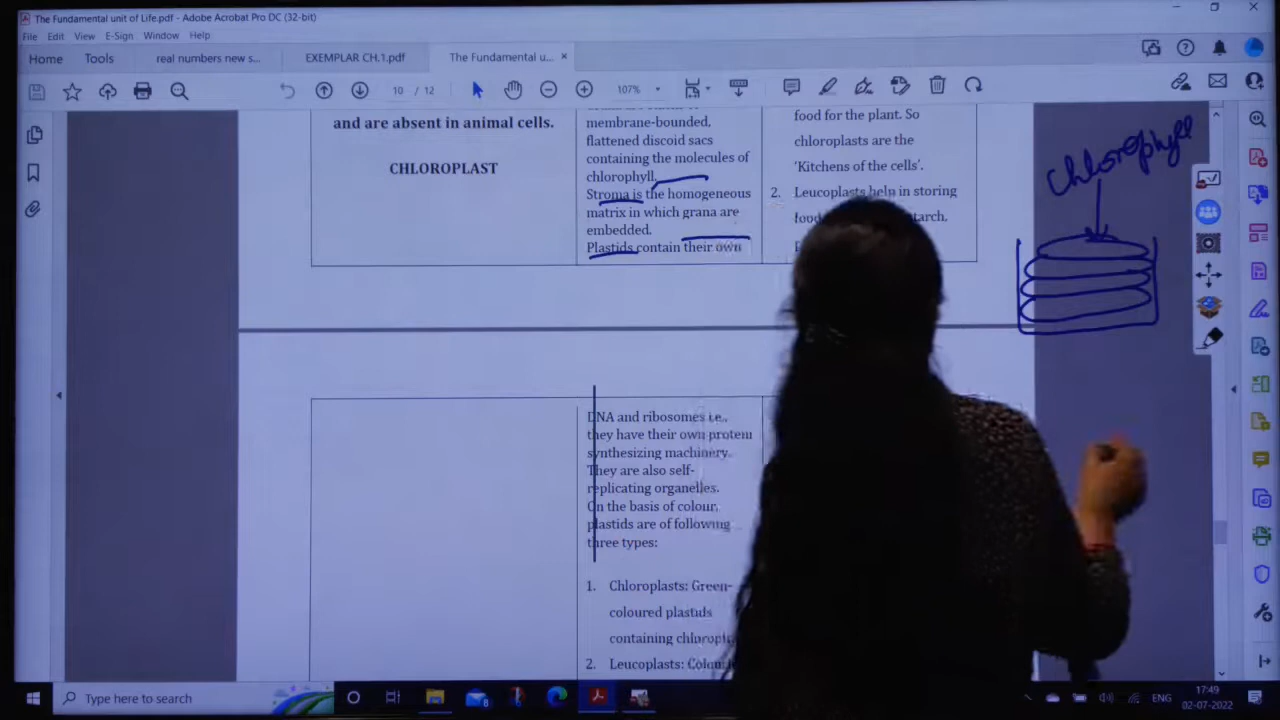 The Fundamental unit of Life.pdf - Adobe Acrobat Pro DC (32-bit)
File Edit View E-Sign Window Help
Home Tools real numbers new s... EXEMPLAR CH.1.pdf The Fundamental u...
10 / 12 107%
and are absent in animal cells.
CHLOROPLAST
membrane-bounded,
flattened discoid sacs
containing the molecules of
chlorophyll.
Stroma is the homogeneous
matrix in which grana are
embedded.
Plastids contain their own
food for the plant. So
chloroplasts are the
'Kitchens of the cells'.
2. Leucoplasts help in storing
chlorophyll
DNA and ribosomes i.e.,
they have their own protein
synthesizing machinery.
They are also self-
replicating organelles.
On the basis of colour,
plastids are of following
three types:
1. Chloroplasts: Green-
coloured plastids
containing
2. Leucoplasts:
Type here to search
ENG
17:49
02-07-2022